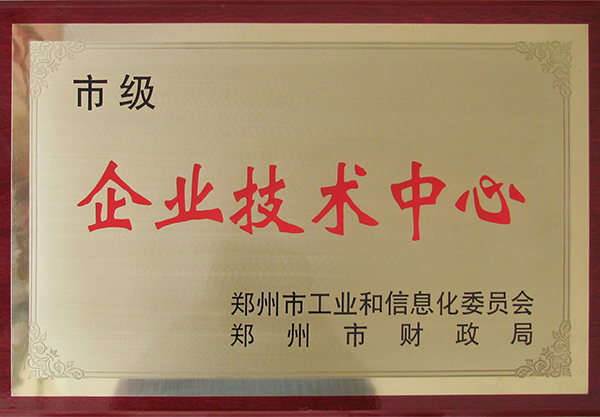 市级
企业技术中心
郑州市工业和信息化委员会
郑州市财政局